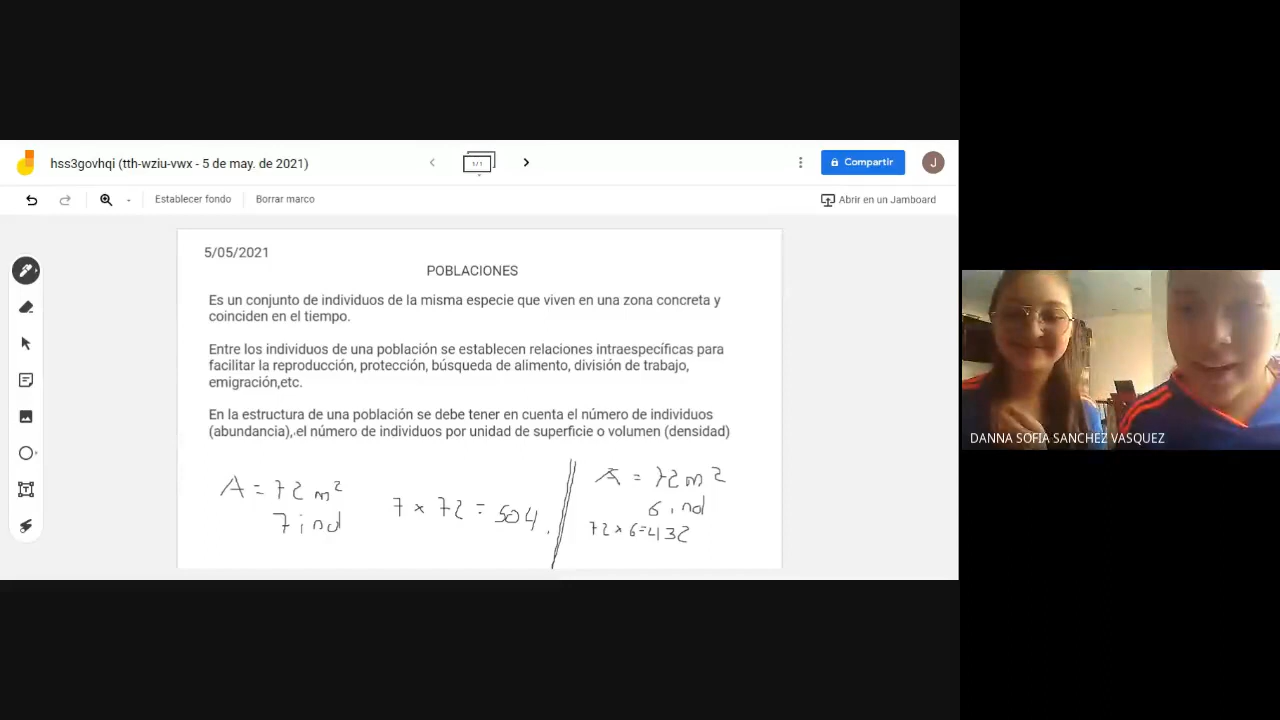 hss3govhqi (tth-wziu-vwx - 5 de may. de 2021)
1/1
Compartir
J
Establecer fondo
Borrar marco
Abrir en un Jamboard
5/05/2021
POBLACIONES
Es un conjunto de individuos de la misma especie que viven en una zona concreta y
coinciden en el tiempo.
Entre los individuos de una población se establecen relaciones intraespecíficas para
facilitar la reproducción, protección, búsqueda de alimento, división de trabajo,
emigración,etc.
En la estructura de una población se debe tener en cuenta el número de individuos
(abundancia),.el número de individuos por unidad de superficie o volumen (densidad)
A = 72 m²
7 ind
7 × 72 = 504.
A = 72 m²
6 ind
72 × 6 = 432
DANNA SOFIA SANCHEZ VASQUEZ